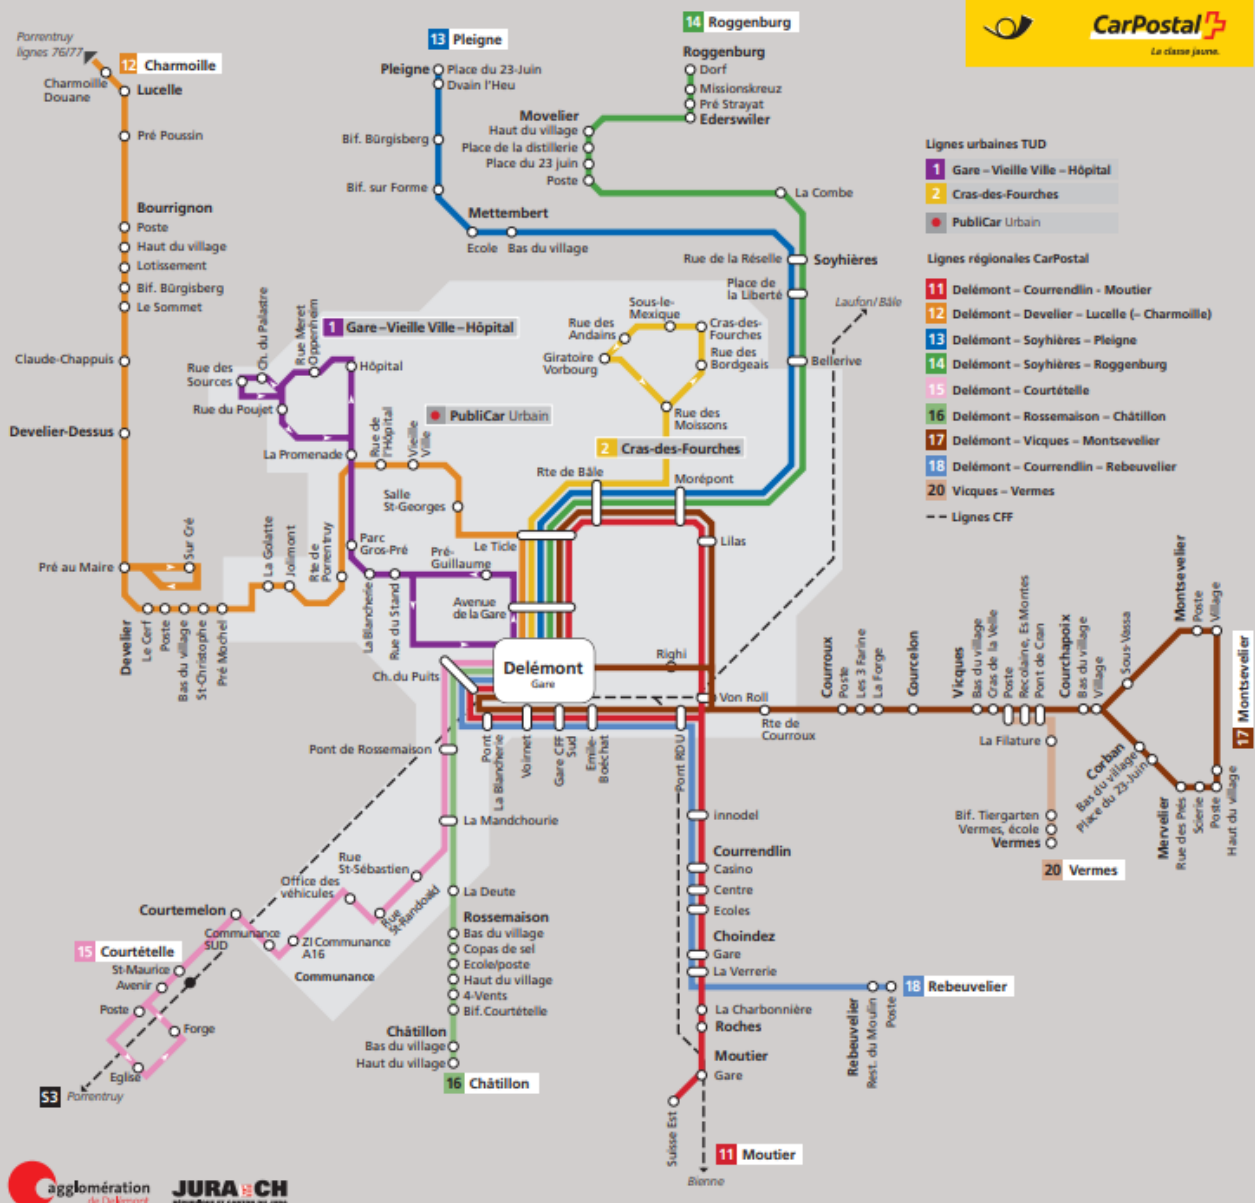 Porrentruy
lignes 76/77
12 Charmoille
Charmoille
Douane
Lucelle
Pré Poussin
Bourrignon
Poste
Haut du village
Lotissement
Bif. Bürgisberg
Le Sommet
Claude-Chappuis
Develier-Dessus
Pré au Maire
Sur Cré
Develier
Le Cerf
Poste
Bas du village
St-Christophe
Pré Mochel
La Golatte
Jolimont
Rte de
Porrentruy
13 Pleigne
Pleigne
Place du 23-Juin
Dvain l'Heu
Bif. Bürgisberg
Bif. sur Forme
Mettembert
Ecole
Bas du village
14 Roggenburg
Roggenburg
Dorf
Missionskreuz
Pré Strayat
Ederswiler
Movelier
Haut du village
Place de la distillerie
Place du 23 juin
Poste
La Combe
Rue de la Réselle
Soyhières
Place de
la Liberté
Bellerive
Laufon/Bâle
CarPostal
La classe jaune.
Lignes urbaines TUD
1 Gare – Vieille Ville – Hôpital
2 Cras-des-Fourches
PubliCar Urbain
Lignes régionales CarPostal
11 Delémont – Courrendlin - Moutier
12 Delémont – Develier – Lucelle (– Charmoille)
13 Delémont – Soyhières – Pleigne
14 Delémont – Soyhières – Roggenburg
15 Delémont – Courtételle
16 Delémont – Rossemaison – Châtillon
17 Delémont – Vicques – Montsevelier
18 Delémont – Courrendlin – Rebeuvelier
20 Vicques – Vermes
Lignes CFF
1 Gare – Vieille Ville – Hôpital
Ch. du Palastre
Rue Meret
Oppenheim
Rue des
Sources
Hôpital
Rue du Poujet
La Promenade
PubliCar Urbain
Rue de
l'Hôpital
Vieille
Ville
Salle
St-Georges
Le Ticle
Parc
Gros-Pré
Pré-
Guillaume
La Blancherie
Rue du Stand
Avenue
de la Gare
Sous-le-
Mexique
Rue des
Andains
Cras-des-
Fourches
Giratoire
Vorbourg
Rue des
Bordgeais
Rue des
Moissons
2 Cras-des-Fourches
Rte de Bâle
Morépont
Lilas
Delémont
Gare
Righi
Von Roll
Ch. du Puits
Pont
La Blancherie
Voirnet
Gare CFF
Sud
Emile-
Boéchat
Pont RDU
Rte de
Courroux
Courroux
Poste
Les 3 Farine
La Forge
Courcelon
Vicques
Bas du village
Cras de la Velle
Poste
Recolaine, Es Montes
Pont de Cran
Courchapoix
Bas du village
Village
Sous-Vassa
Montsevelier
Poste
Village
17 Montsevelier
Corban
Bas du village
Place du 23-Juin
Mervelier
Rue des Prés
Scierie
Poste
Haut du village
La Filature
Bif. Tiergarten
Vermes, école
Vermes
20 Vermes
Pont de Rossemaison
La Mandchourie
Rue
St-Sébastien
Office des
véhicules
Rue
St-Randoald
Courtemelon
Communance
SUD
ZI Communance
A16
Communance
15 Courtételle
St-Maurice
Avenir
Poste
Forge
Eglise
S3 Porrentruy
La Deute
Rossemaison
Bas du village
Copas de sel
Ecole/poste
Haut du village
4-Vents
Bif. Courtételle
Châtillon
Bas du village
Haut du village
16 Châtillon
innodel
Courrendlin
Casino
Centre
Ecoles
Choindez
Gare
La Verrerie
18 Rebeuvelier
Rebeuvelier
Rest. du Moulin
Poste
La Charbonnière
Roches
Moutier
Gare
Suisse Est
11 Moutier
Bienne
agglomération
de Delémont
JURA CH